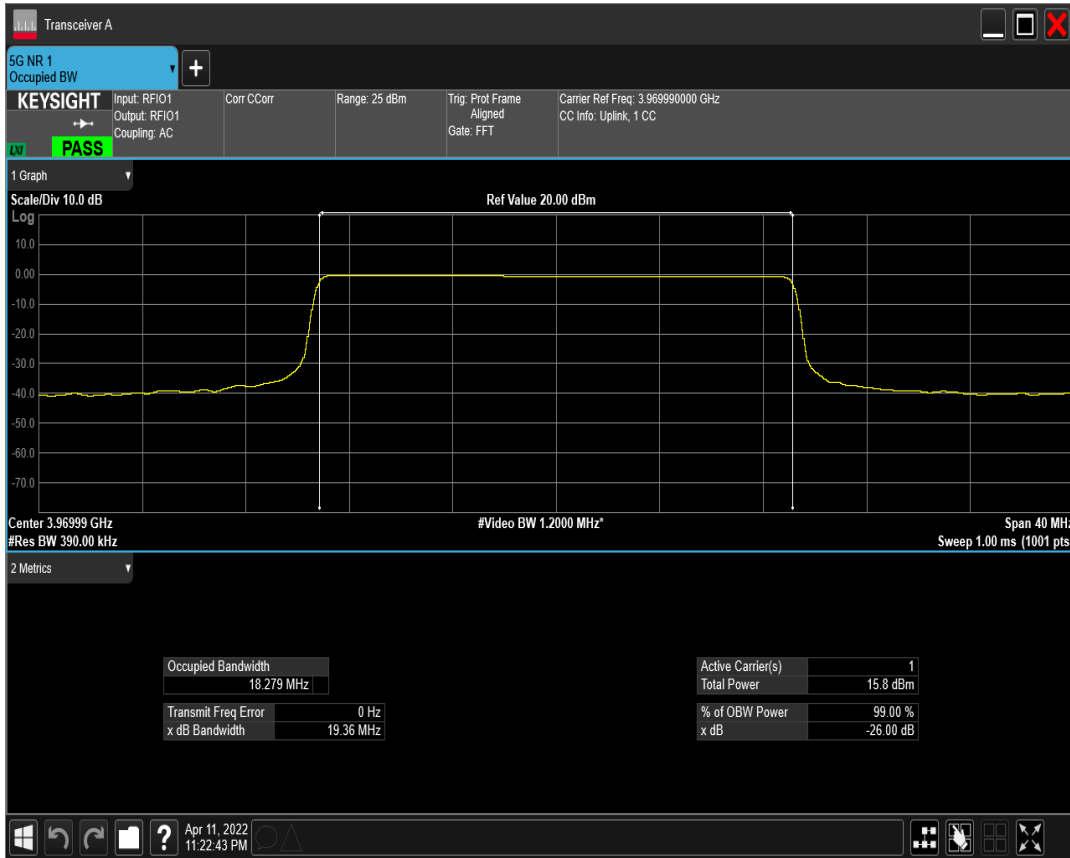 Transceiver A
5G NR 1
Occupied BW
+
KEYSIGHT
LXI
PASS
Input: RFIO1
Output: RFIO1
Coupling: AC
Corr CCorr
Range: 25 dBm
Trig: Prot Frame
Aligned
Gate: FFT
Carrier Ref Freq: 3.969990000 GHz
CC Info: Uplink, 1 CC
1 Graph
Scale/Div 10.0 dB
Ref Value 20.00 dBm
Log
10.0
0.00
-10.0
-20.0
-30.0
-40.0
-50.0
-60.0
-70.0
Center 3.96999 GHz
#Video BW 1.2000 MHz*
Span 40 MHz
#Res BW 390.00 kHz
Sweep 1.00 ms (1001 pts
2 Metrics
Occupied Bandwidth
18.279 MHz
Transmit Freq Error 0 Hz
x dB Bandwidth 19.36 MHz
Active Carrier(s) 1
Total Power 15.8 dBm
% of OBW Power 99.00 %
x dB -26.00 dB
?
Apr 11, 2022
11:22:43 PM